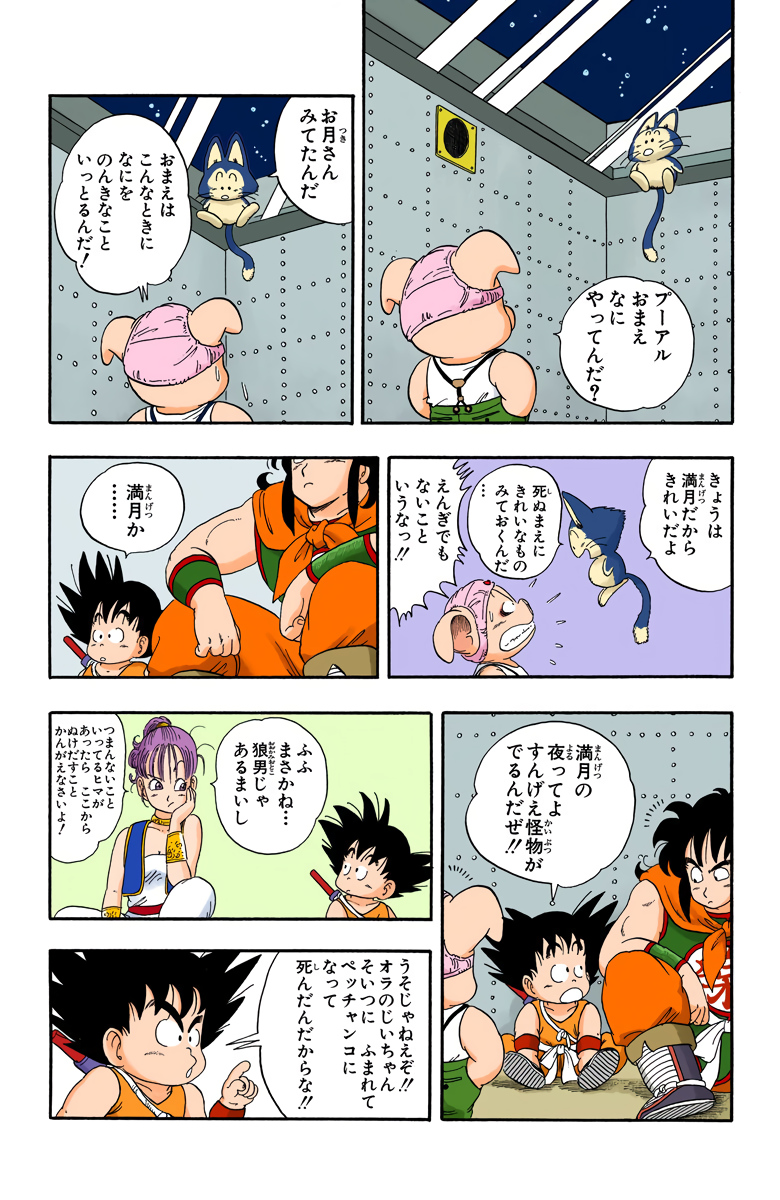 プーアル
おまえ
なに
やってんだ？
お月さん
みてたんだ
おまえは
こんなときに
なにを
のんきなこと
いっとるんだ！
きょうは
満月だから
きれいだよ
死ぬまえに
きれいなもの
みておくんだ
…
えんぎでも
ないこと
いうなっ!!
満月か
……
満月の
夜ってよ
すんげえ怪物が
でるんだぜ!!
ふふ
まさかね…
狼男じゃ
あるまいし
つまんないこと
いってるヒマが
あったら ここから
ぬけだすこと
かんがえなさいよ！
うそじゃねえぞ!!
オラのじいちゃん
そいつに ふまれて
ペッチャンコに
なって
死んだんだからな!!